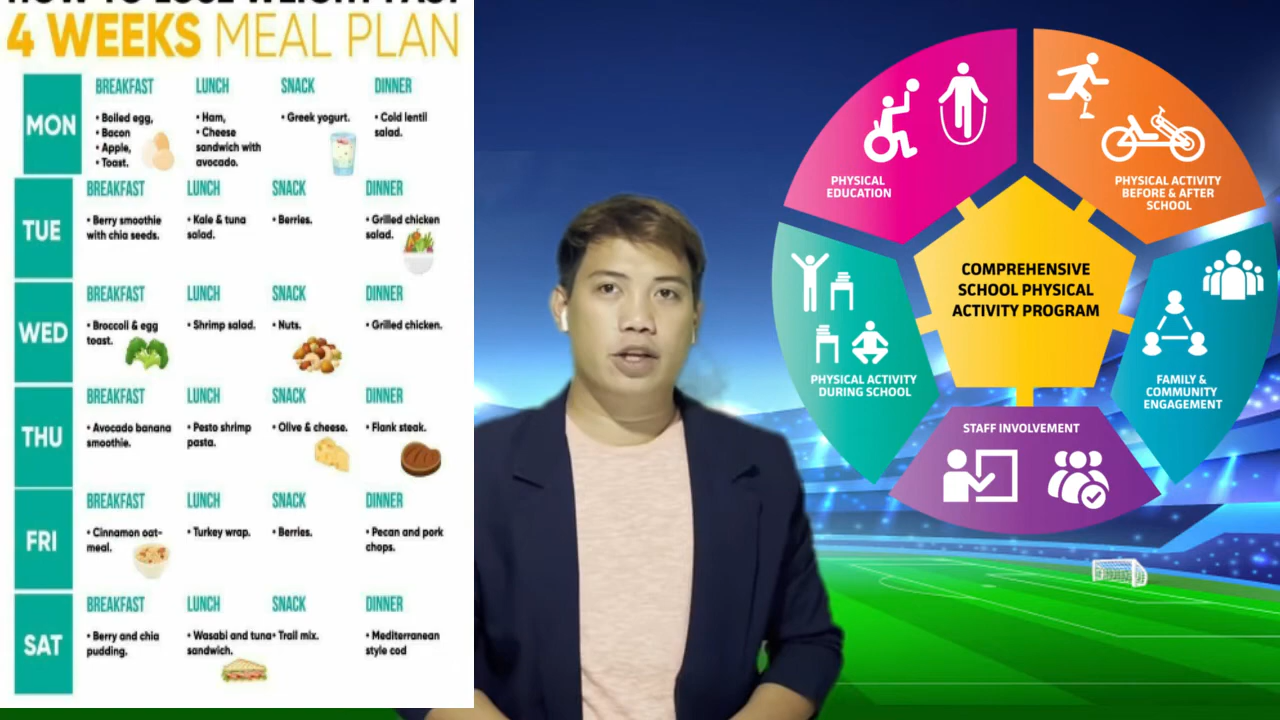 HOW TO LOSE WEIGHT FAST
4 WEEKS MEAL PLAN
MON
BREAKFAST
• Boiled egg,
• Bacon
• Apple,
• Toast.
LUNCH
• Ham,
• Cheese
sandwich with
avocado.
SNACK
• Greek yogurt.
DINNER
• Cold lentil
salad.
TUE
BREAKFAST
• Berry smoothie
with chia seeds.
LUNCH
• Kale & tuna
salad.
SNACK
• Berries.
DINNER
• Grilled chicken
salad.
WED
BREAKFAST
• Broccoli & egg
toast.
LUNCH
• Shrimp salad.
SNACK
• Nuts.
DINNER
• Grilled chicken.
THU
BREAKFAST
• Avocado banana
smoothie.
LUNCH
• Pesto shrimp
pasta.
SNACK
• Olive & cheese.
DINNER
• Flank steak.
FRI
BREAKFAST
• Cinnamon oat-
meal.
LUNCH
• Turkey wrap.
SNACK
• Berries.
DINNER
• Pecan and pork
chops.
SAT
BREAKFAST
• Berry and chia
pudding.
LUNCH
• Wasabi and tuna
sandwich.
SNACK
• Trail mix.
DINNER
• Mediterranean
style cod
PHYSICAL
EDUCATION
PHYSICAL ACTIVITY
BEFORE & AFTER
SCHOOL
COMPREHENSIVE
SCHOOL PHYSICAL
ACTIVITY PROGRAM
PHYSICAL ACTIVITY
DURING SCHOOL
FAMILY &
COMMUNITY
ENGAGEMENT
STAFF INVOLVEMENT